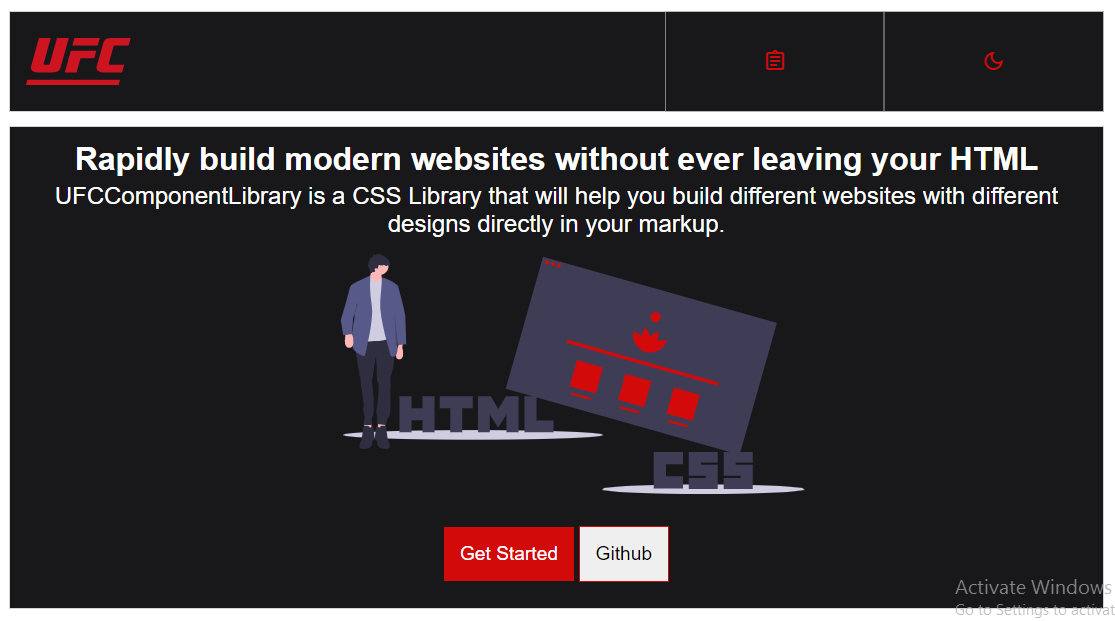 UFC
Rapidly build modern websites without ever leaving your HTML
UFCComponentLibrary is a CSS Library that will help you build different websites with different
designs directly in your markup.
HTML
CSS
Get Started
Github
Activate Windows
Go to Settings to activat